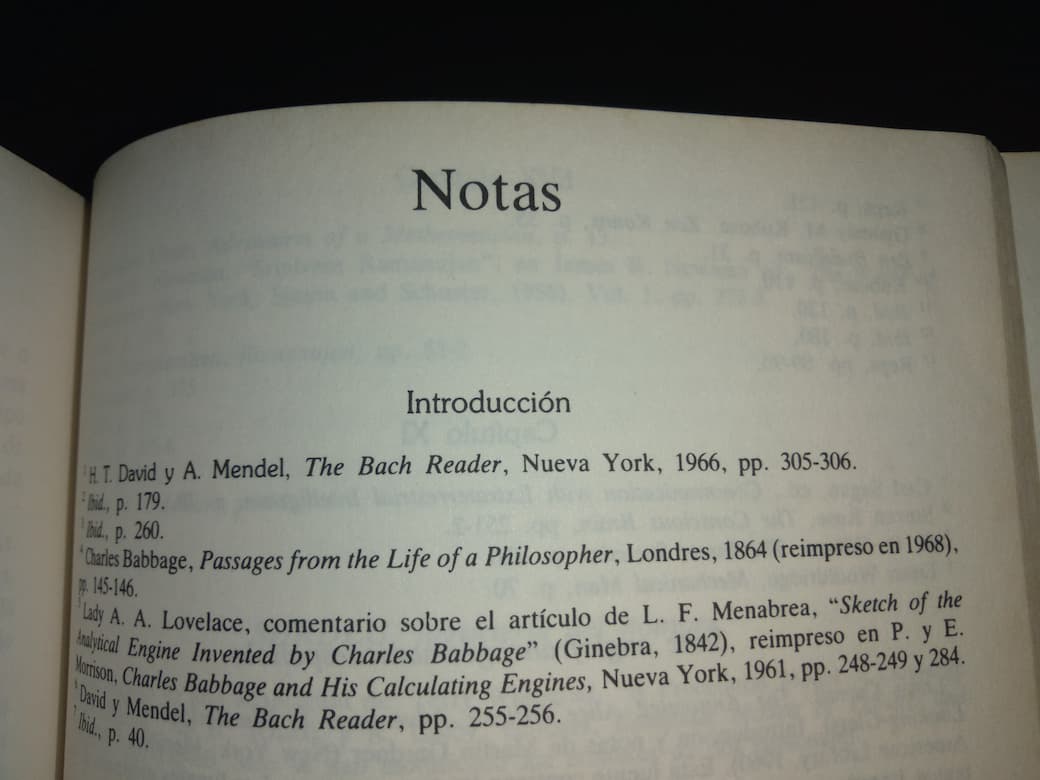 Notas
Introducción
¹ H. T. David y A. Mendel, The Bach Reader, Nueva York, 1966, pp. 305-306.
² Ibid., p. 179.
³ Ibid., p. 260.
⁴ Charles Babbage, Passages from the Life of a Philosopher, Londres, 1864 (reimpreso en 1968),
pp. 145-146.
⁵ Lady A. A. Lovelace, comentario sobre el artículo de L. F. Menabrea, “Sketch of the
Analytical Engine Invented by Charles Babbage” (Ginebra, 1842), reimpreso en P. y E.
Morrison, Charles Babbage and His Calculating Engines, Nueva York, 1961, pp. 248-249 y 284.
⁶ David y Mendel, The Bach Reader, pp. 255-256.
⁷ Ibid., p. 40.